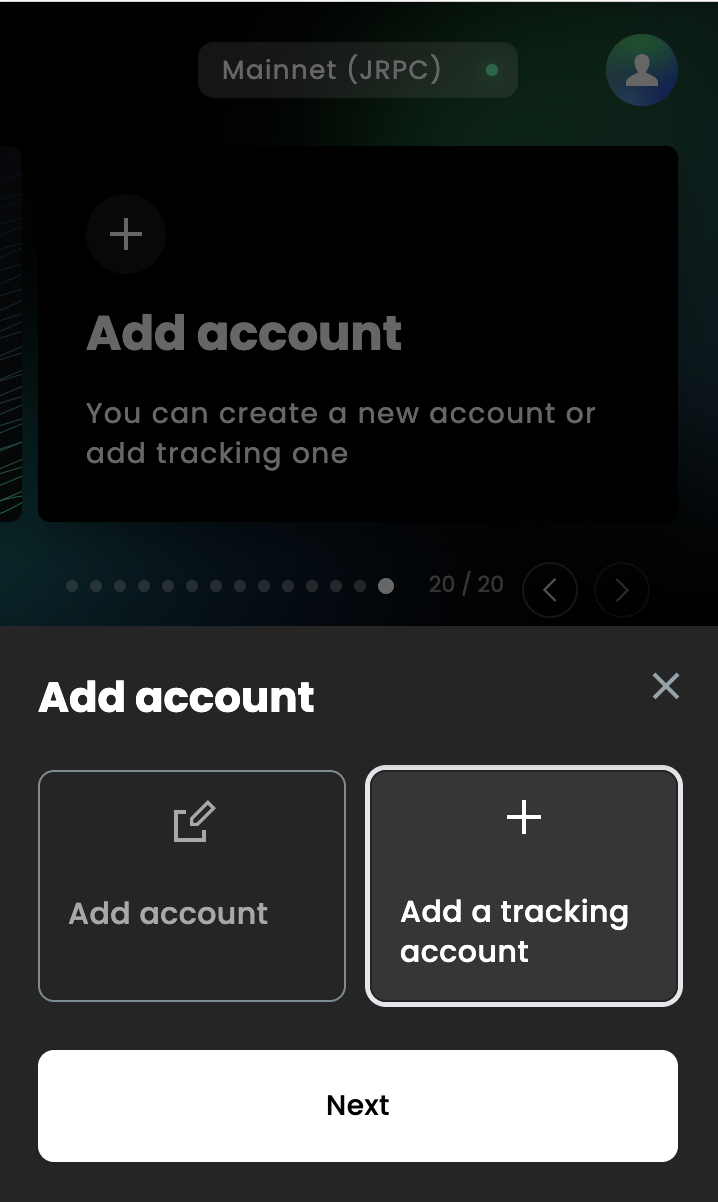 Mainnet (JRPC)
Add account
You can create a new account or
add tracking one
20 / 20
Add account
Add account
Add a tracking
account
Next